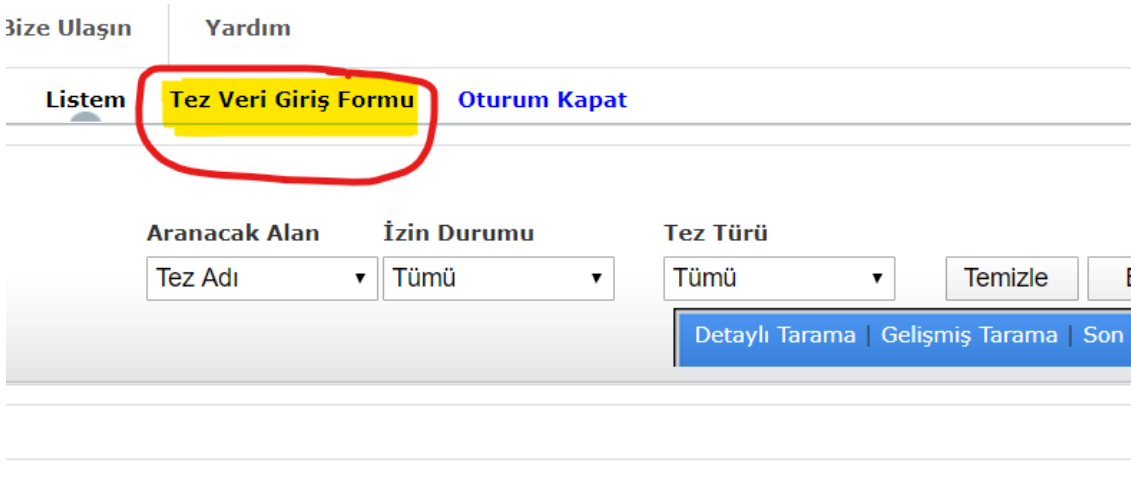 Bize Ulaşın Yardım
Listem Tez Veri Giriş Formu Oturum Kapat
Aranacak Alan İzin Durumu Tez Türü
Tez Adı Tümü Tümü Temizle
Detaylı Tarama | Gelişmiş Tarama | Son